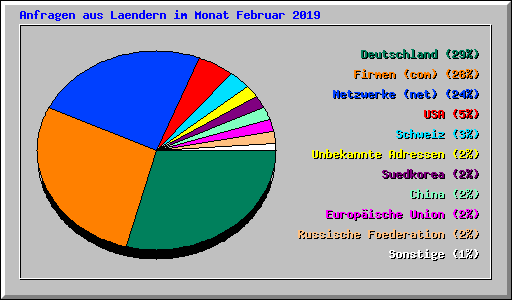 Anfragen aus Laendern im Monat Februar 2019
Deutschland (29%)
Firmen (com) (26%)
Netzwerke (net) (24%)
USA (5%)
Schweiz (3%)
Unbekannte Adressen (2%)
Suedkorea (2%)
China (2%)
Europäische Union (2%)
Russische Foederation (2%)
Sonstige (1%)